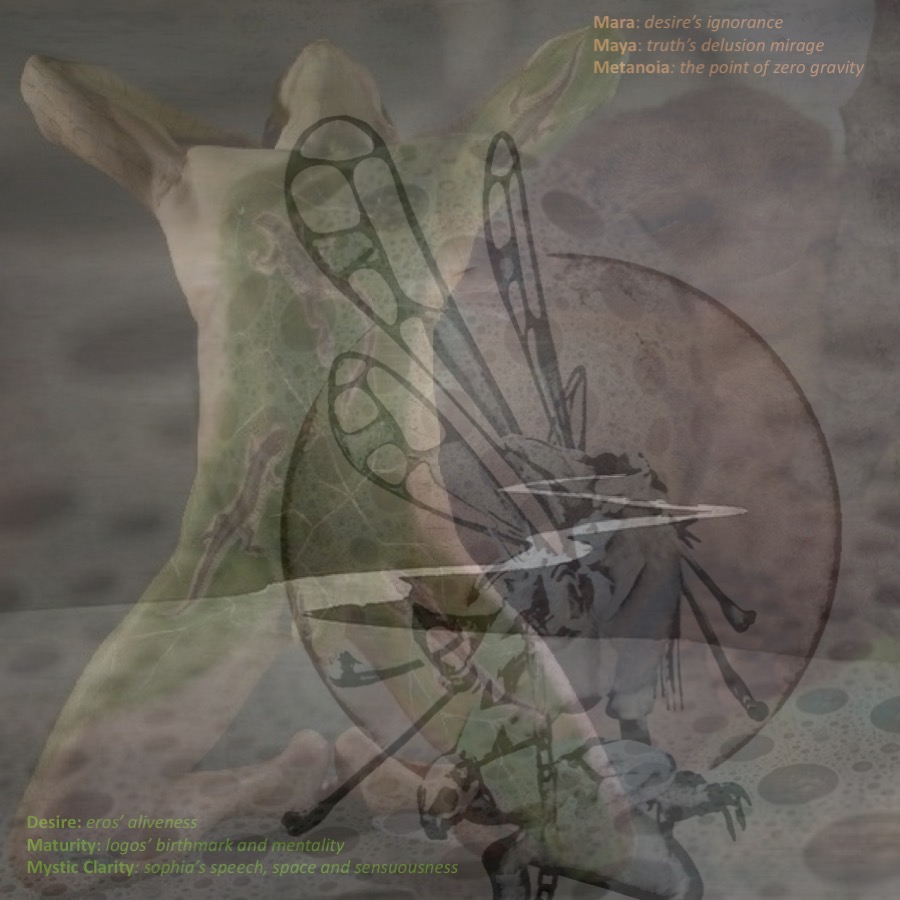 Mara: desire's ignorance
Maya: truth's delusion mirage
Metanoia: the point of zero gravity
Desire: eros' aliveness
Maturity: logos' birthmark and mentality
Mystic Clarity: sophia's speech, space and sensuousness